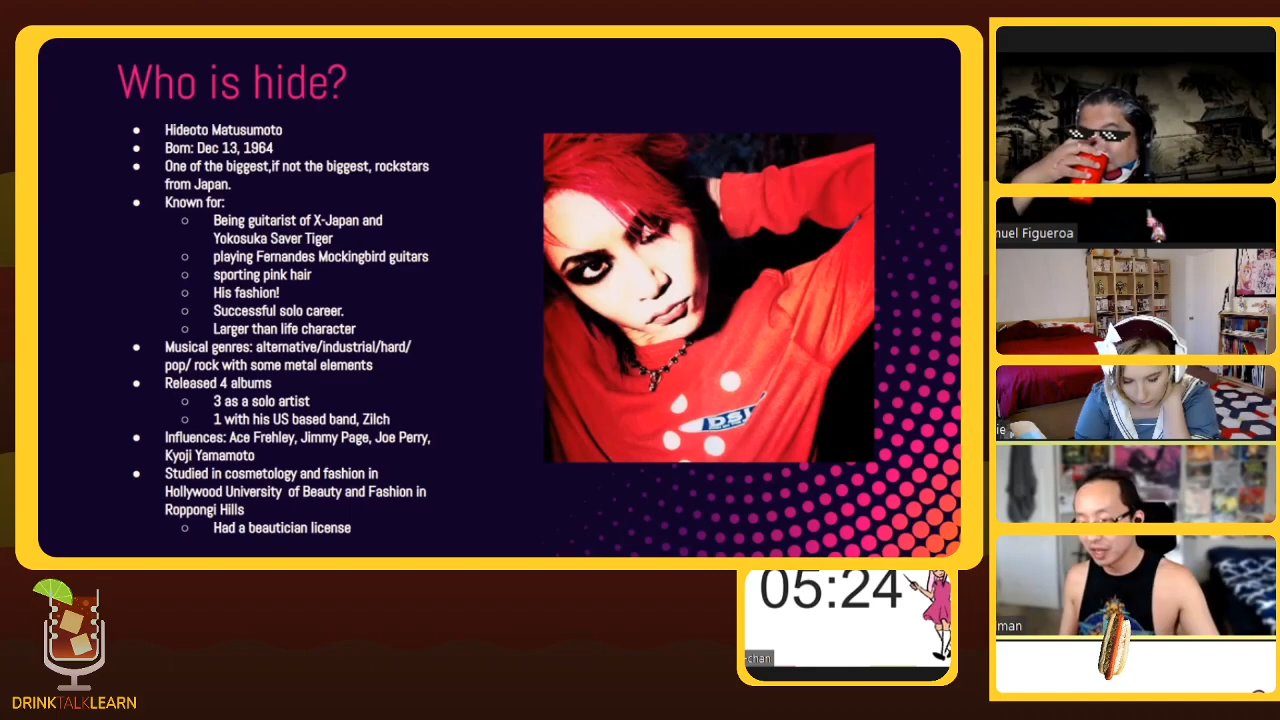 Who is hide?
● Hideoto Matusumoto
● Born: Dec 13, 1964
● One of the biggest,if not the biggest, rockstars
from Japan.
● Known for:
○ Being guitarist of X-Japan and
Yokosuka Saver Tiger
○ playing Fernandes Mockingbird guitars
○ sporting pink hair
○ His fashion!
○ Successful solo career.
○ Larger than life character
● Musical genres: alternative/industrial/hard/
pop/ rock with some metal elements
● Released 4 albums
○ 3 as a solo artist
○ 1 with his US based band, Zilch
● Influences: Ace Frehley, Jimmy Page, Joe Perry,
Kyoji Yamamoto
● Studied in cosmetology and fashion in
Hollywood University of Beauty and Fashion in
Roppongi Hills
○ Had a beautician license
nuel Figueroa
ie
man
05:24
-chan
DRINKTALKLEARN